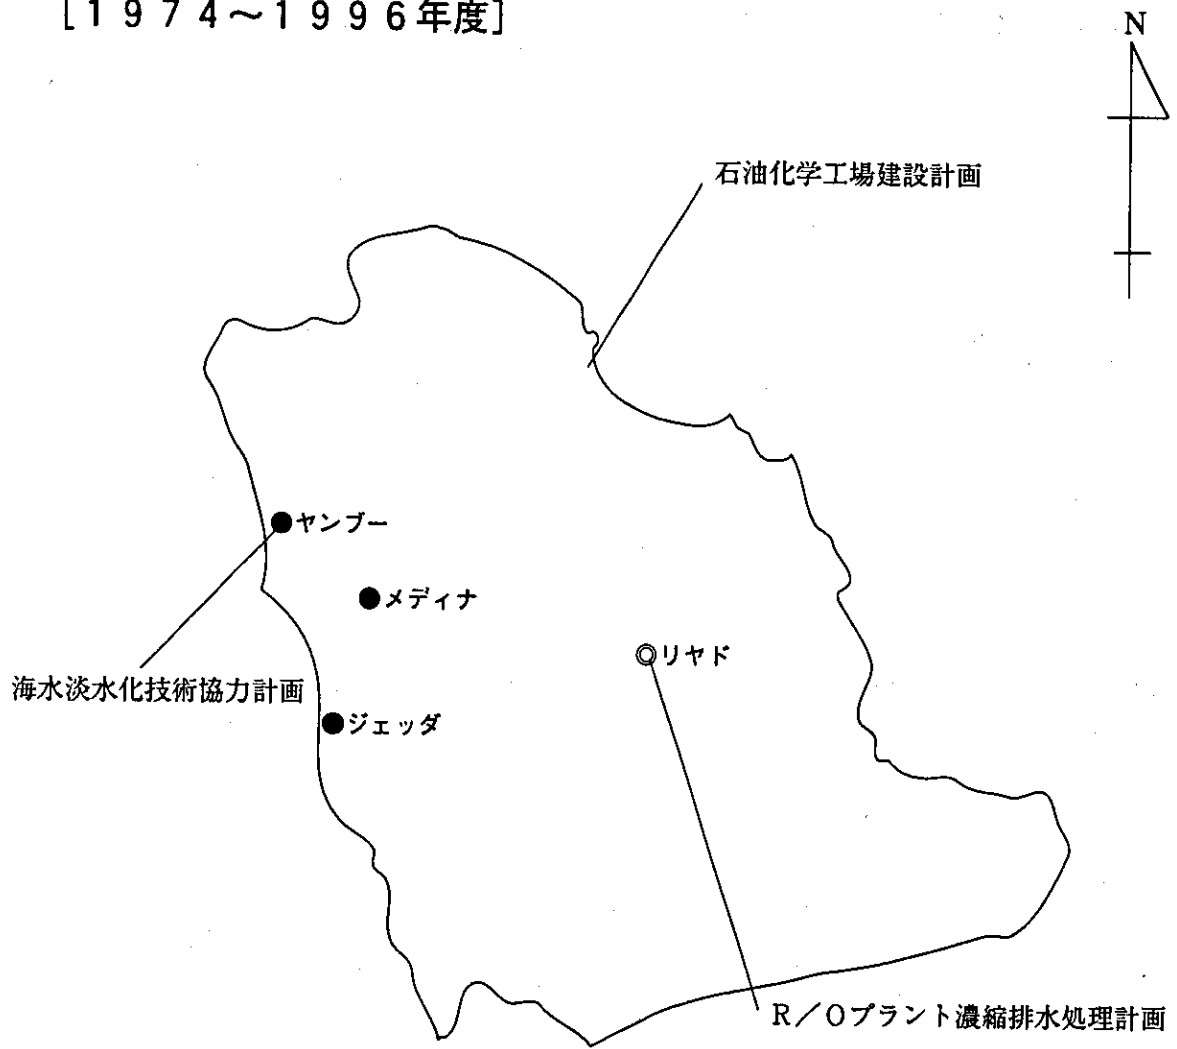 [1974～1996年度]
N
石油化学工場建設計画
ヤンブー
メディナ
リヤド
海水淡水化技術協力計画
ジェッダ
R／Oプラント濃縮排水処理計画